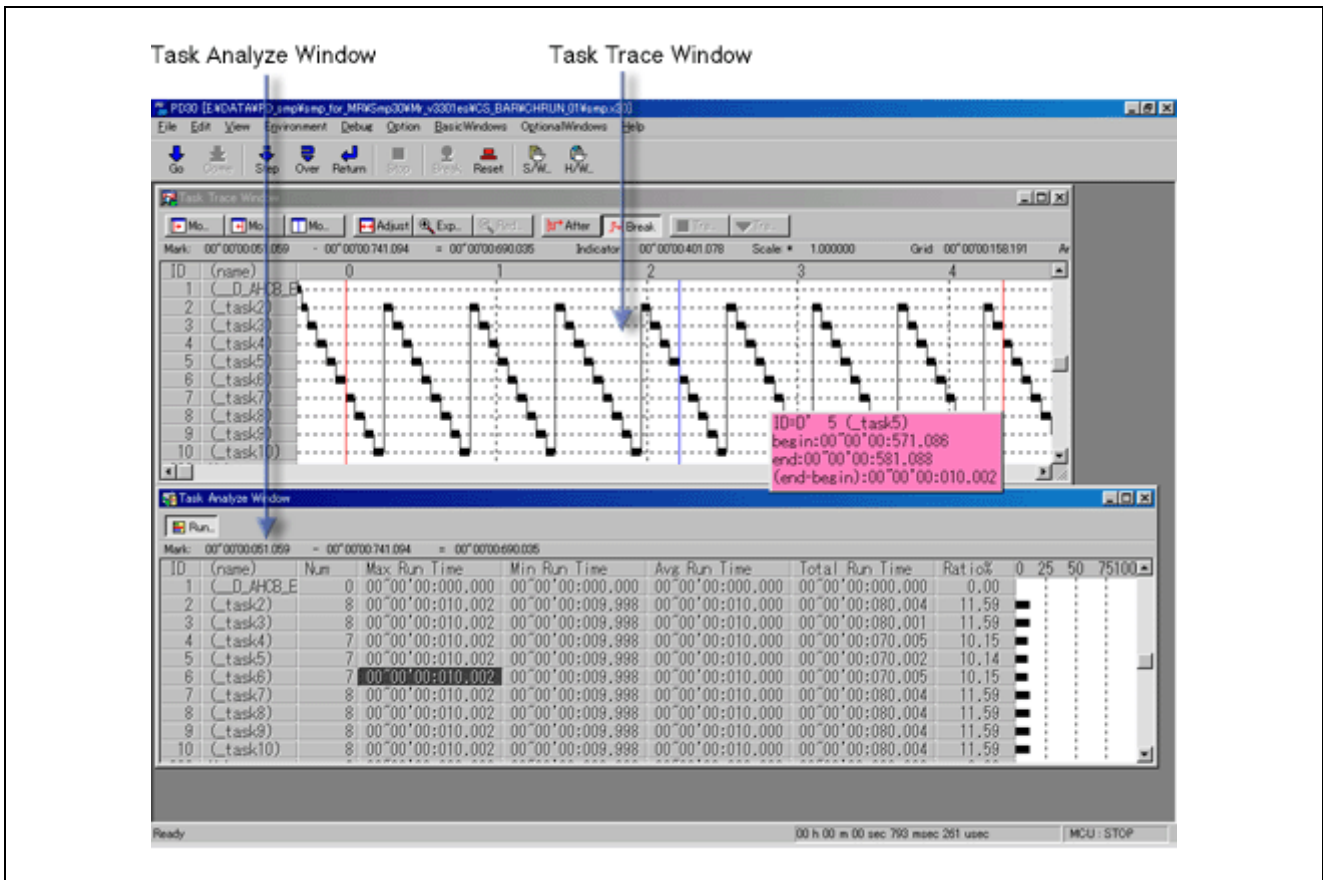 Task Analyze Window
Task Trace Window
File Edit View Environment Debug Option BasicWindows OptionalWindows Help
Go Come Step Over Return Stop Break Reset S/W... H/W...
Task Trace Window
Mo... Mo... Mo... Adjust Exp... Red... After Break Tra... Tra...
Mark: 00"00'00:051.059 - 00"00'00:741.094 = 00"00'00:690.035 Indicator 00"00'00:401.078 Scale: * 1.000000 Grid 00"00'00:158.191 Ar
ID (name) 0 1 2 3 4
1 (__D_AHCB_E
2 (_task2)
3 (_task3)
4 (_task4)
5 (_task5)
6 (_task6)
7 (_task7)
8 (_task8)
9 (_task9)
10 (_task10)
ID=D' 5 (_task5)
begin:00"00'00:571.086
end:00"00'00:581.088
(end-begin):00"00'00:010.002
Task Analyze Window
Run...
Mark: 00"00'00:051.059 - 00"00'00:741.094 = 00"00'00:690.035
ID (name) Num Max Run Time Min Run Time Avg Run Time Total Run Time Ratio% 0 25 50 75100
1 (__D_AHCB_E 0 00"00'00:000.000 00"00'00:000.000 00"00'00:000.000 00"00'00:000.000 0.00
2 (_task2) 8 00"00'00:010.002 00"00'00:009.998 00"00'00:010.000 00"00'00:080.004 11.59
3 (_task3) 8 00"00'00:010.002 00"00'00:009.998 00"00'00:010.000 00"00'00:080.001 11.59
4 (_task4) 7 00"00'00:010.002 00"00'00:009.998 00"00'00:010.000 00"00'00:070.005 10.15
5 (_task5) 7 00"00'00:010.002 00"00'00:009.998 00"00'00:010.000 00"00'00:070.002 10.14
6 (_task6) 7 00"00'00:010.002 00"00'00:009.998 00"00'00:010.000 00"00'00:070.005 10.15
7 (_task7) 8 00"00'00:010.002 00"00'00:009.998 00"00'00:010.000 00"00'00:080.004 11.59
8 (_task8) 8 00"00'00:010.002 00"00'00:009.998 00"00'00:010.000 00"00'00:080.004 11.59
9 (_task9) 8 00"00'00:010.002 00"00'00:009.998 00"00'00:010.000 00"00'00:080.004 11.59
10 (_task10) 8 00"00'00:010.002 00"00'00:009.998 00"00'00:010.000 00"00'00:080.004 11.59
Ready 00 h 00 m 00 sec 793 msec 261 usec MCU : STOP